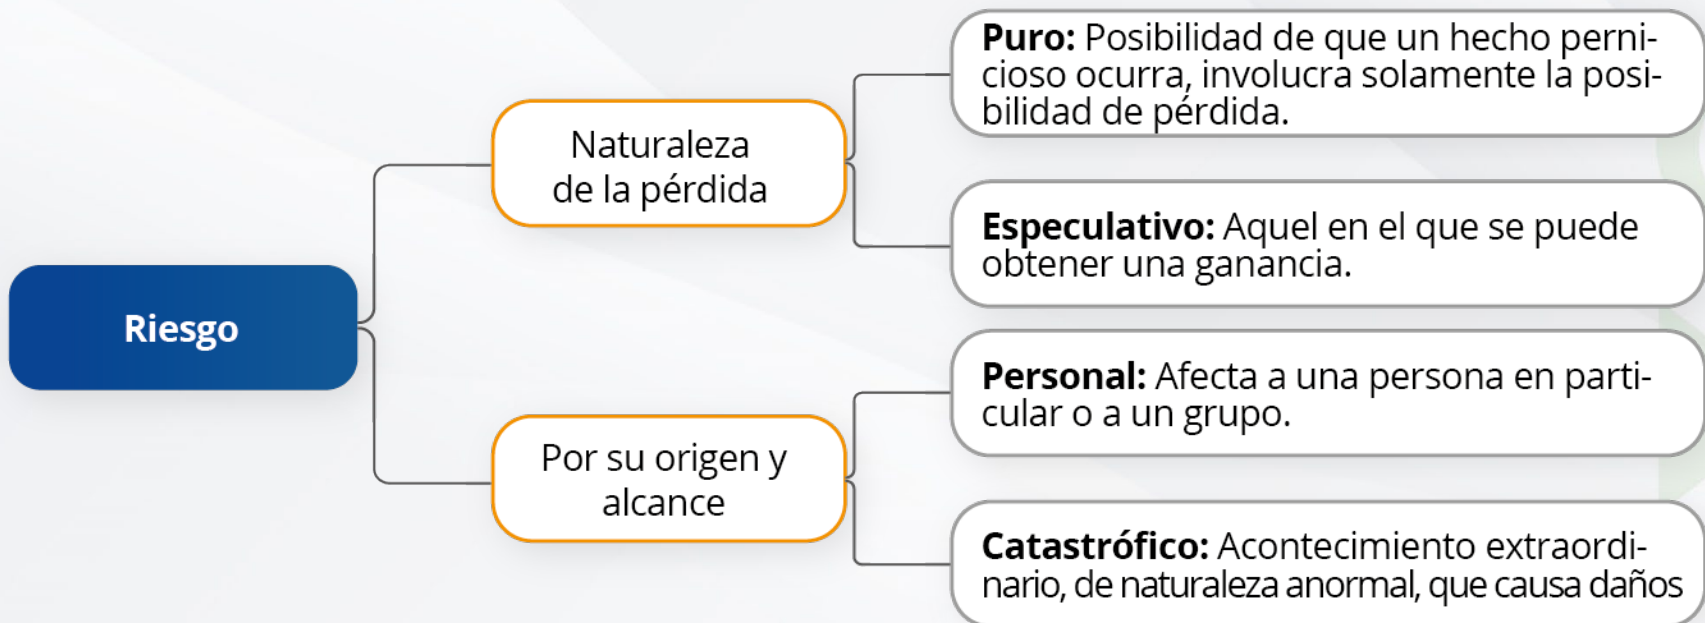 Riesgo
Naturaleza
de la pérdida
Puro: Posibilidad de que un hecho perni-
cioso ocurra, involucra solamente la posi-
bilidad de pérdida.
Especulativo: Aquel en el que se puede
obtener una ganancia.
Por su origen y
alcance
Personal: Afecta a una persona en parti-
cular o a un grupo.
Catastrófico: Acontecimiento extraordi-
nario, de naturaleza anormal, que causa daños